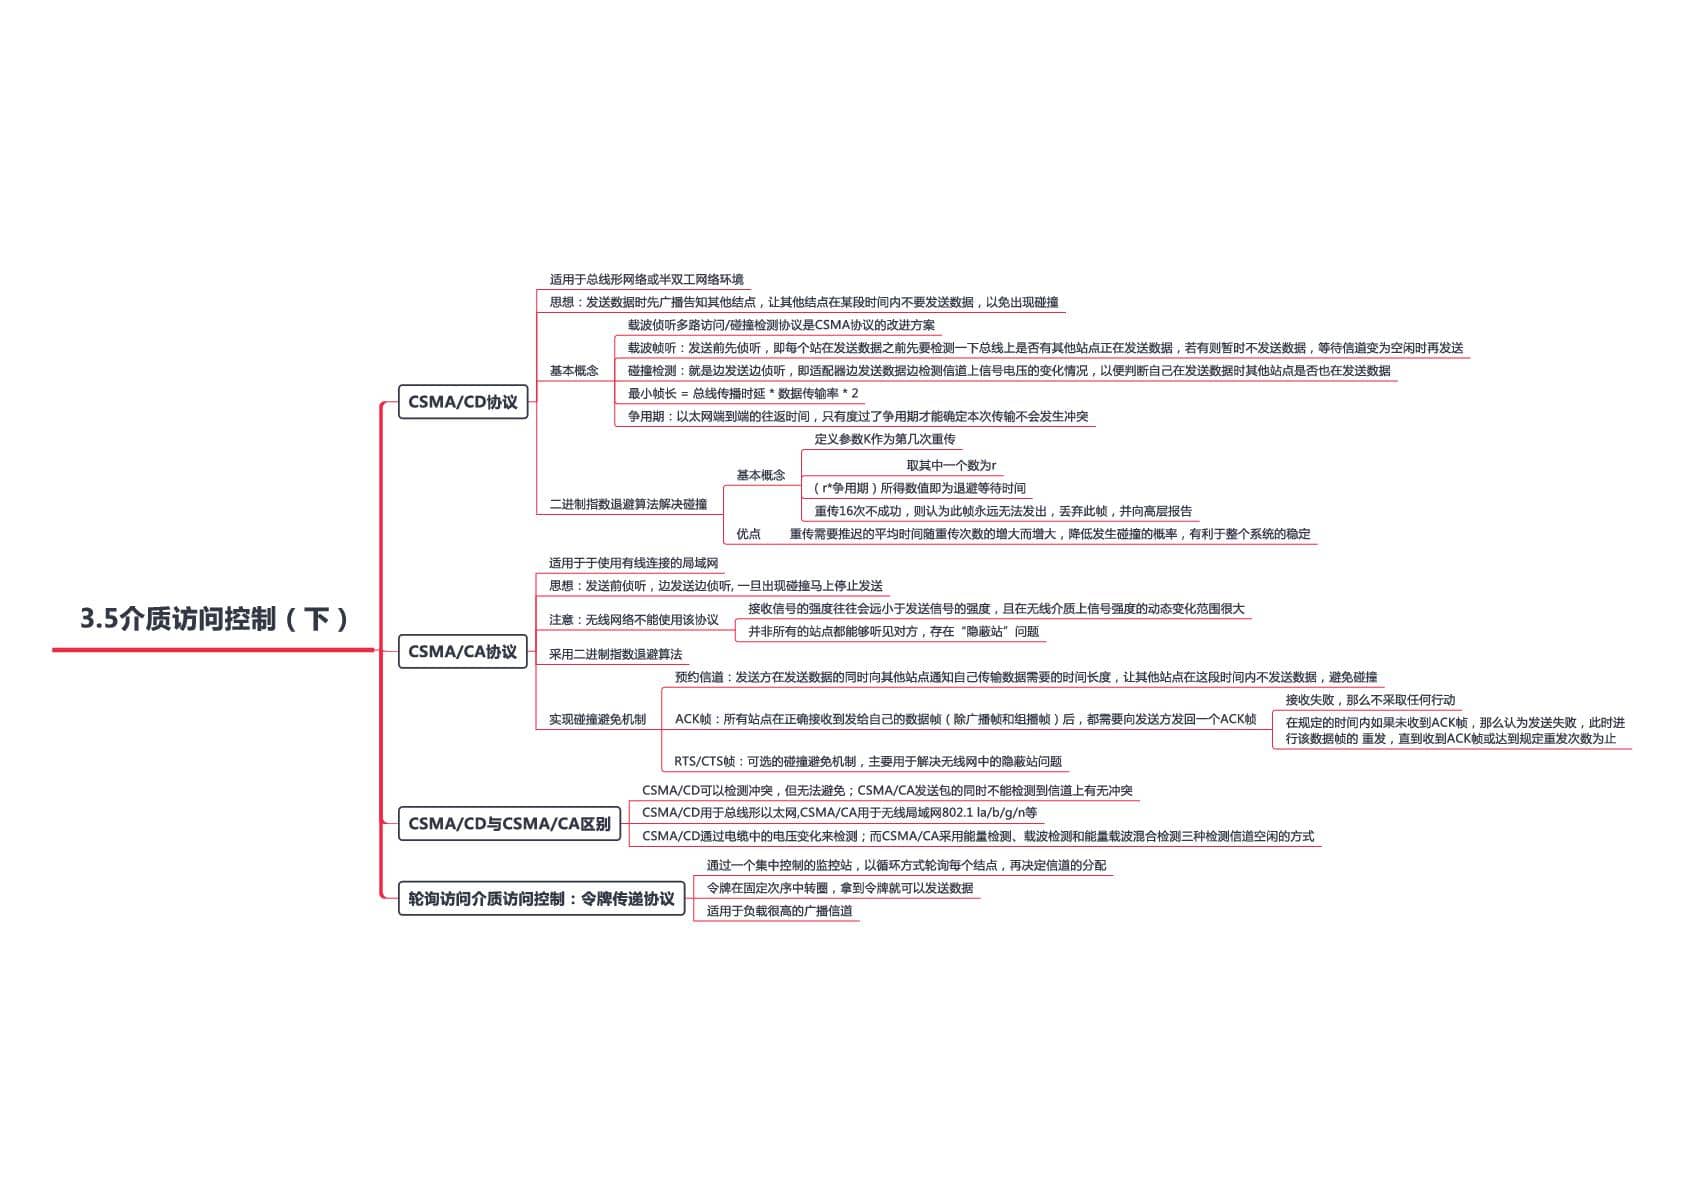 3.5介质访问控制（下）
CSMA/CD协议
适用于总线形网络或半双工网络环境
思想：发送数据时先广播告知其他结点，让其他结点在某段时间内不要发送数据，以免出现碰撞
基本概念
载波侦听多路访问/碰撞检测协议是CSMA协议的改进方案
载波帧听：发送前先侦听，即每个站在发送数据之前先要检测一下总线上是否有其他站点正在发送数据，若有则暂时不发送数据，等待信道变为空闲时再发送
碰撞检测：就是边发送边侦听，即适配器边发送数据边检测信道上信号电压的变化情况，以便判断自己在发送数据时其他站点是否也在发送数据
最小帧长 = 总线传播时延 * 数据传输率 * 2
争用期：以太网端到端的往返时间，只有度过了争用期才能确定本次传输不会发生冲突
二进制指数退避算法解决碰撞
基本概念
定义参数K作为第几次重传
取其中一个数为r
（r*争用期）所得数值即为退避等待时间
重传16次不成功，则认为此帧永远无法发出，丢弃此帧，并向高层报告
优点
重传需要推迟的平均时间随重传次数的增大而增大，降低发生碰撞的概率，有利于整个系统的稳定
CSMA/CA协议
适用于于使用有线连接的局域网
思想：发送前侦听，边发送边侦听, 一旦出现碰撞马上停止发送
注意：无线网络不能使用该协议
接收信号的强度往往会远小于发送信号的强度，且在无线介质上信号强度的动态变化范围很大
并非所有的站点都能够听见对方，存在“隐蔽站”问题
采用二进制指数退避算法
实现碰撞避免机制
预约信道：发送方在发送数据的同时向其他站点通知自己传输数据需要的时间长度，让其他站点在这段时间内不发送数据，避免碰撞
ACK帧：所有站点在正确接收到发给自己的数据帧（除广播帧和组播帧）后，都需要向发送方发回一个ACK帧
接收失败，那么不采取任何行动
在规定的时间内如果未收到ACK帧，那么认为发送失败，此时进
行该数据帧的 重发，直到收到ACK帧或达到规定重发次数为止
RTS/CTS帧：可选的碰撞避免机制，主要用于解决无线网中的隐蔽站问题
CSMA/CD与CSMA/CA区别
CSMA/CD可以检测冲突，但无法避免；CSMA/CA发送包的同时不能检测到信道上有无冲突
CSMA/CD用于总线形以太网,CSMA/CA用于无线局域网802.1 la/b/g/n等
CSMA/CD通过电缆中的电压变化来检测；而CSMA/CA采用能量检测、载波检测和能量载波混合检测三种检测信道空闲的方式
轮询访问介质访问控制：令牌传递协议
通过一个集中控制的监控站，以循环方式轮询每个结点，再决定信道的分配
令牌在固定次序中转圈，拿到令牌就可以发送数据
适用于负载很高的广播信道